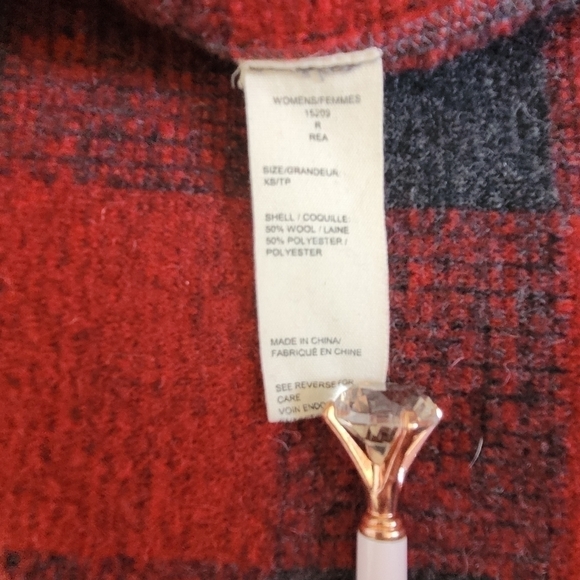 WOMENS/FEMMES
15209
R
REA
SIZE/GRANDEUR:
XS/TP
SHELL / COQUILLE:
50% WOOL / LAINE
50% POLYESTER /
POLYESTER
MADE IN CHINA/
FABRIQUÉ EN CHINE
SEE REVERSE FOR
CARE
VOIR